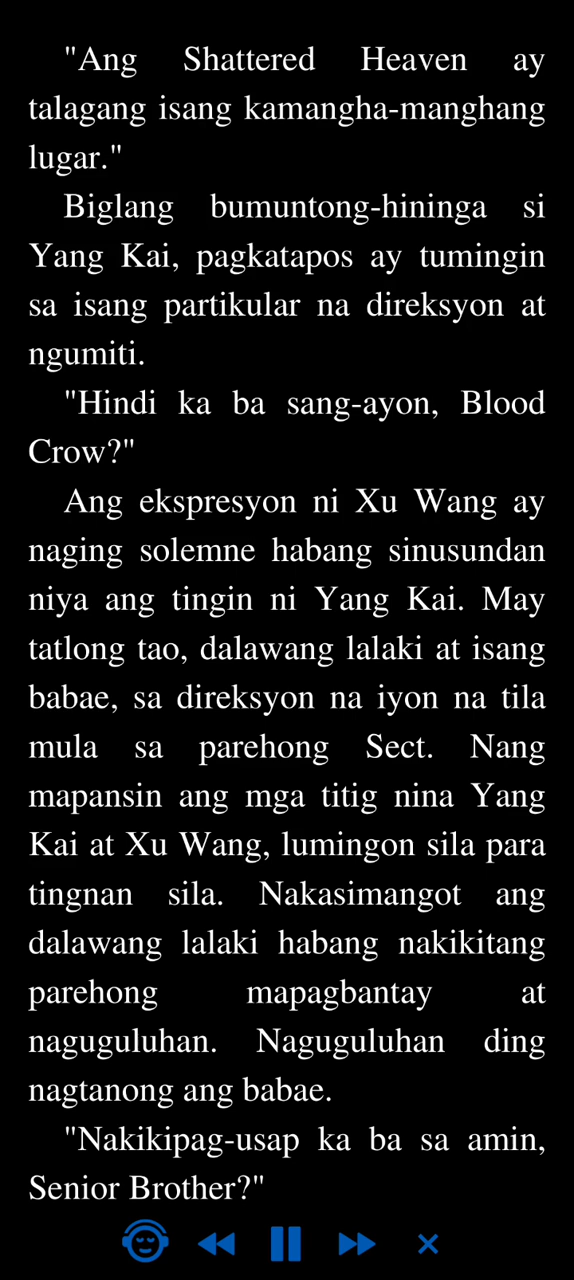 "Ang Shattered Heaven ay
talagang isang kamangha-manghang
lugar."
Biglang bumuntong-hininga si
Yang Kai, pagkatapos ay tumingin
sa isang partikular na direksyon at
ngumiti.
"Hindi ka ba sang-ayon, Blood
Crow?"
Ang ekspresyon ni Xu Wang ay
naging solemne habang sinusundan
niya ang tingin ni Yang Kai. May
tatlong tao, dalawang lalaki at isang
babae, sa direksyon na iyon na tila
mula sa parehong Sect. Nang
mapansin ang mga titig nina Yang
Kai at Xu Wang, lumingon sila para
tingnan sila. Nakasimangot ang
dalawang lalaki habang nakikitang
parehong mapagbantay at
naguguluhan. Naguguluhan ding
nagtanong ang babae.
"Nakikipag-usap ka ba sa amin,
Senior Brother?"